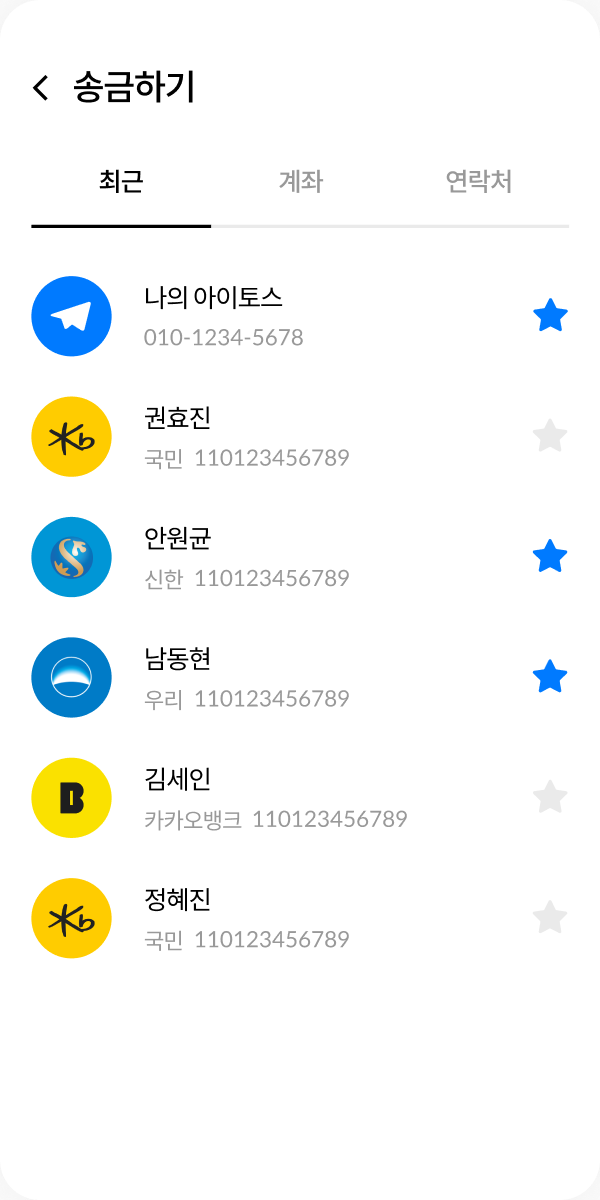 송금하기
최근 계좌 연락처
나의 아이토스
010-1234-5678
권효진
국민 110123456789
안원균
신한 110123456789
남동현
우리 110123456789
B
김세인
카카오뱅크 110123456789
정혜진
국민 110123456789